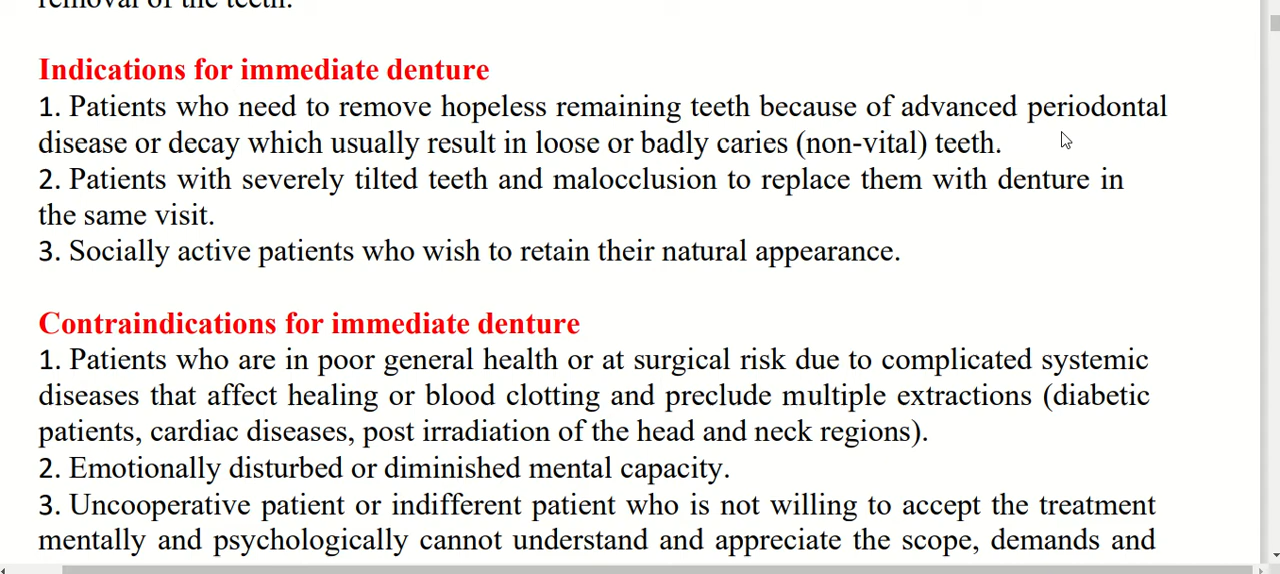 removal of the teeth.
Indications for immediate denture
1. Patients who need to remove hopeless remaining teeth because of advanced periodontal
disease or decay which usually result in loose or badly caries (non-vital) teeth.
2. Patients with severely tilted teeth and malocclusion to replace them with denture in
the same visit.
3. Socially active patients who wish to retain their natural appearance.
Contraindications for immediate denture
1. Patients who are in poor general health or at surgical risk due to complicated systemic
diseases that affect healing or blood clotting and preclude multiple extractions (diabetic
patients, cardiac diseases, post irradiation of the head and neck regions).
2. Emotionally disturbed or diminished mental capacity.
3. Uncooperative patient or indifferent patient who is not willing to accept the treatment
mentally and psychologically cannot understand and appreciate the scope, demands and